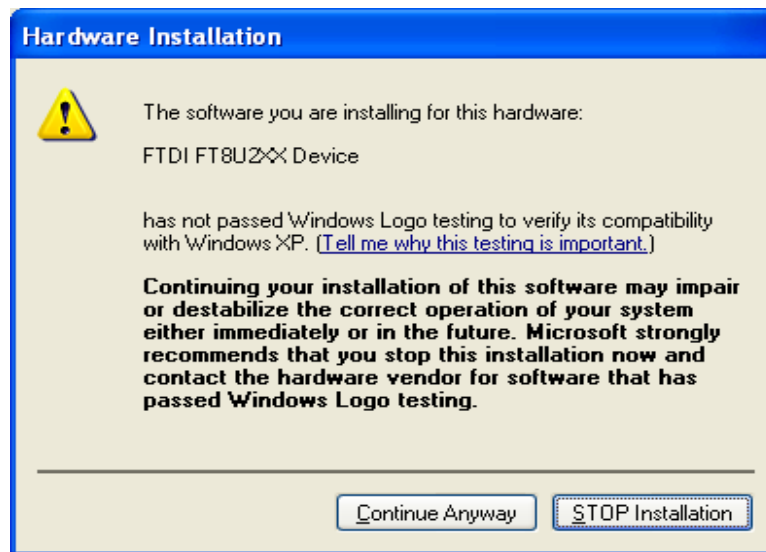 Hardware Installation
The software you are installing for this hardware:
FTDI FT8U2XX Device
has not passed Windows Logo testing to verify its compatibility
with Windows XP. (Tell me why this testing is important.)
Continuing your installation of this software may impair
or destabilize the correct operation of your system
either immediately or in the future. Microsoft strongly
recommends that you stop this installation now and
contact the hardware vendor for software that has
passed Windows Logo testing.
Continue Anyway
STOP Installation